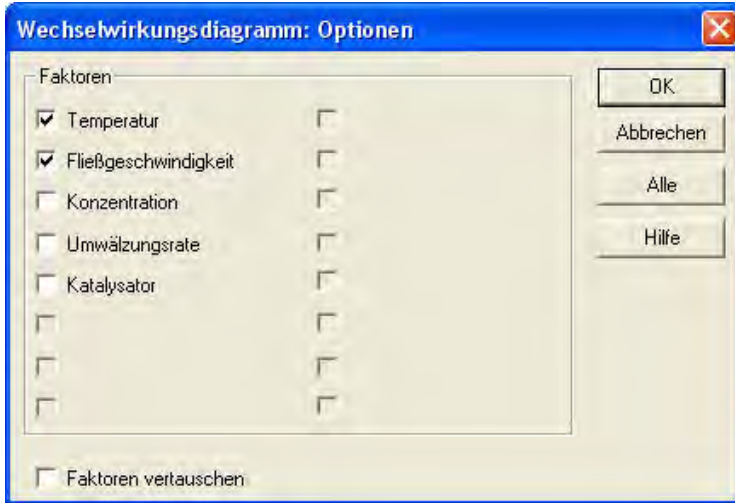 Wechselwirkungsdiagramm: Optionen
Faktoren
Temperatur
Fließgeschwindigkeit
Konzentration
Umwälzungsrate
Katalysator
Faktoren vertauschen
OK
Abbrechen
Alle
Hilfe